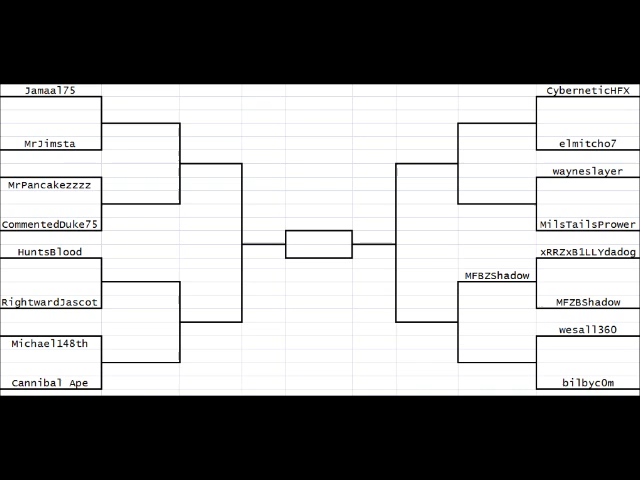 Jamaal75
MrJimsta
MrPancakezzzz
CommentedDuke75
HuntsBlood
RightwardJascot
Michael148th
Cannibal Ape
CyberneticHFX
elmitcho7
wayneslayer
MilsTailsPrower
xRRZxB1LLYdadog
MFBZShadow
MFZBShadow
wesall360
bilbyc0m